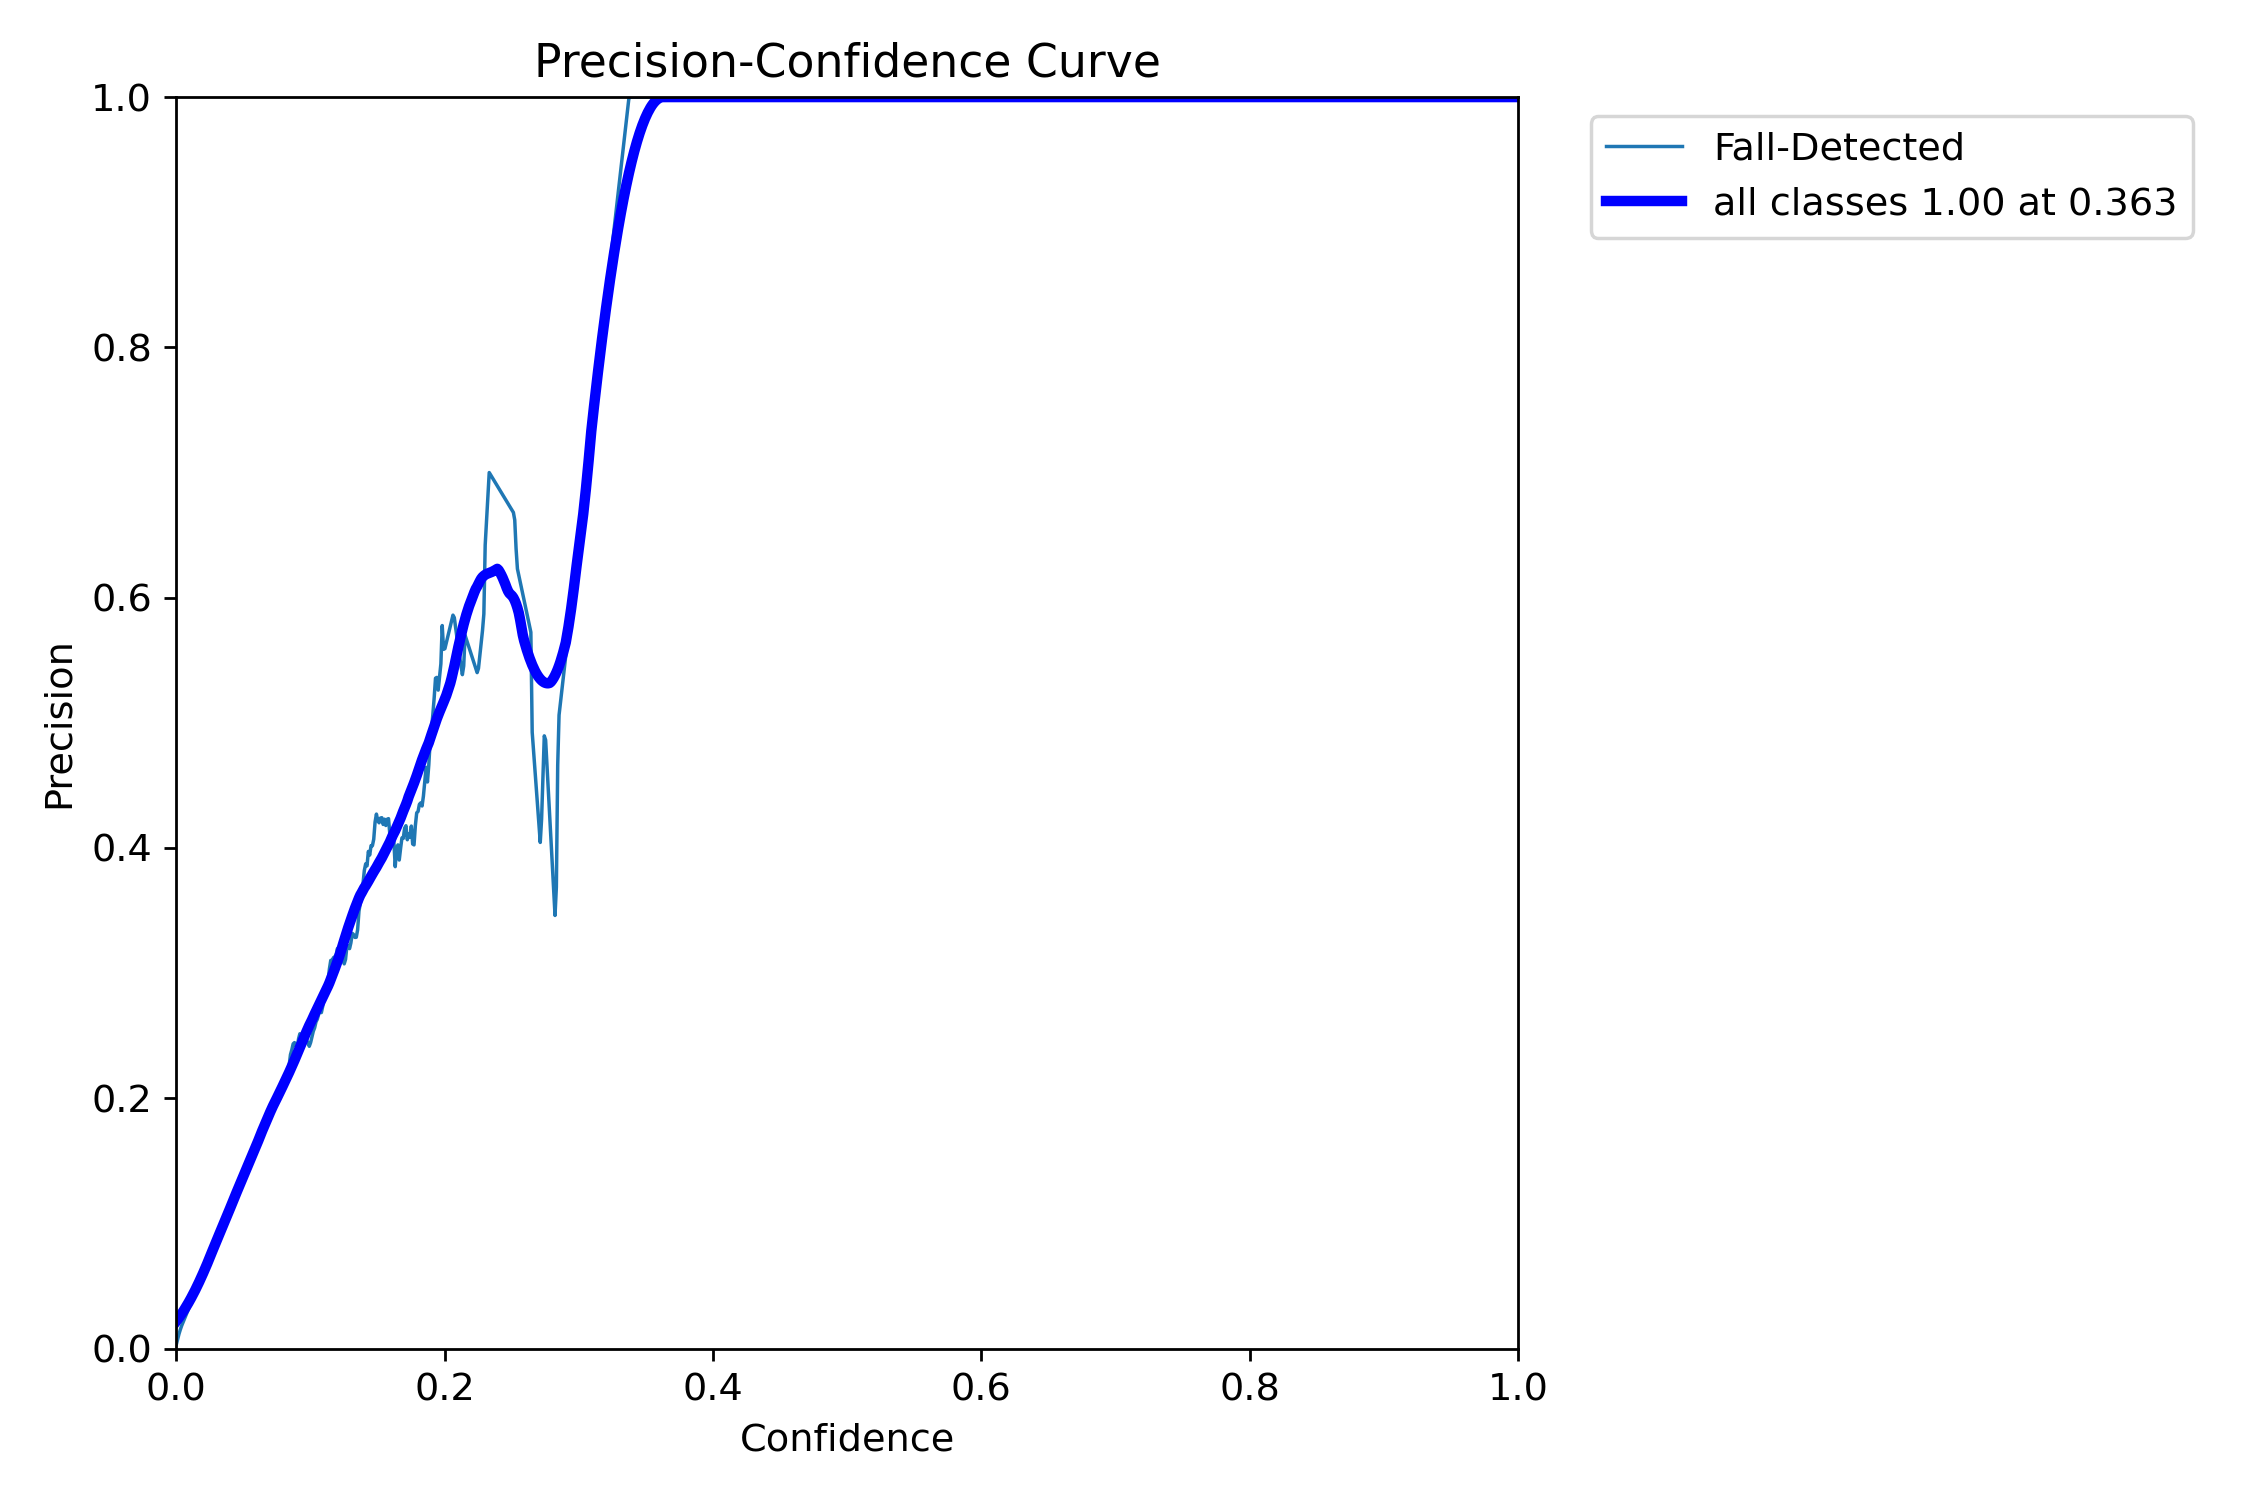 Precision-Confidence Curve
1.0
0.8
0.6
0.4
0.2
0.0
Precision
0.0 0.2 0.4 0.6 0.8 1.0
Confidence
Fall-Detected
all classes 1.00 at 0.363